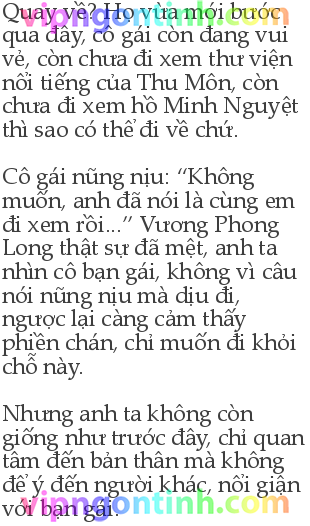 Quay về? Họ vừa mới bước
qua đây, cô gái còn đang vui
vẻ, còn chưa đi xem thư viện
nổi tiếng của Thu Môn, còn
chưa đi xem hồ Minh Nguyệt
thì sao có thể đi về chứ.
Cô gái nũng nịu: “Không
muốn, anh đã nói là cùng em
đi xem rồi...” Vương Phong
Long thật sự đã mệt, anh ta
nhìn cô bạn gái, không vì câu
nói nũng nịu mà dịu đi,
ngược lại càng cảm thấy
phiền chán, chỉ muốn đi khỏi
chỗ này.
Nhưng anh ta không còn
giống như trước đây, chỉ quan
tâm đến bản thân mà không
để ý đến người khác, nổi giận
với bạn gái.
vipngontinh.com
vipngontinh.com